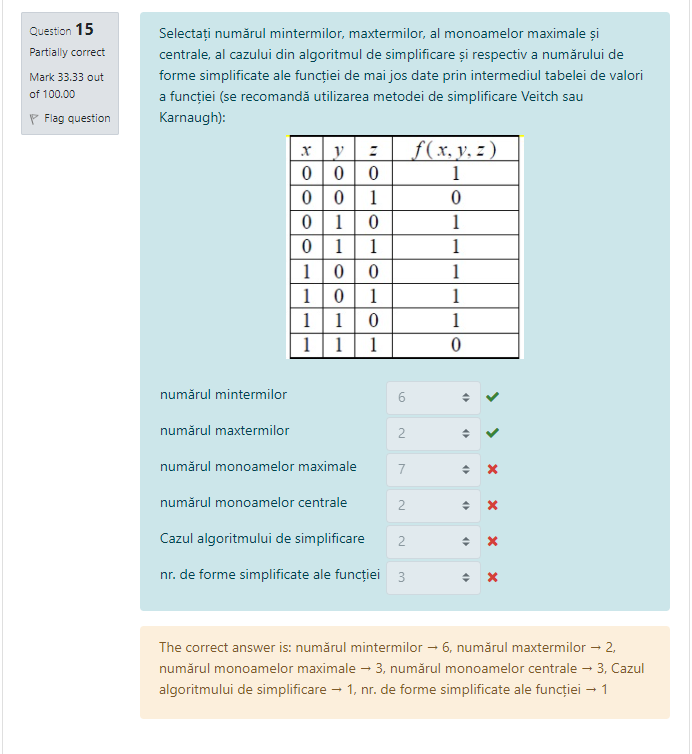 Question 15
Partially correct
Mark 33.33 out
of 100.00
Flag question
Selectați numărul mintermilor, maxtermilor, al monoamelor maximale și
centrale, al cazului din algoritmul de simplificare și respectiv a numărului de
forme simplificate ale funcției de mai jos date prin intermediul tabelei de valori
a funcției (se recomandă utilizarea metodei de simplificare Veitch sau
Karnaugh):
x y z f(x, y, z)
0 0 0 1
0 0 1 0
0 1 0 1
0 1 1 1
1 0 0 1
1 0 1 1
1 1 0 1
1 1 1 0
numărul mintermilor 6
numărul maxtermilor 2
numărul monoamelor maximale 7
numărul monoamelor centrale 2
Cazul algoritmului de simplificare 2
nr. de forme simplificate ale funcției 3
The correct answer is: numărul mintermilor → 6, numărul maxtermilor → 2,
numărul monoamelor maximale → 3, numărul monoamelor centrale → 3, Cazul
algoritmului de simplificare → 1, nr. de forme simplificate ale funcției → 1